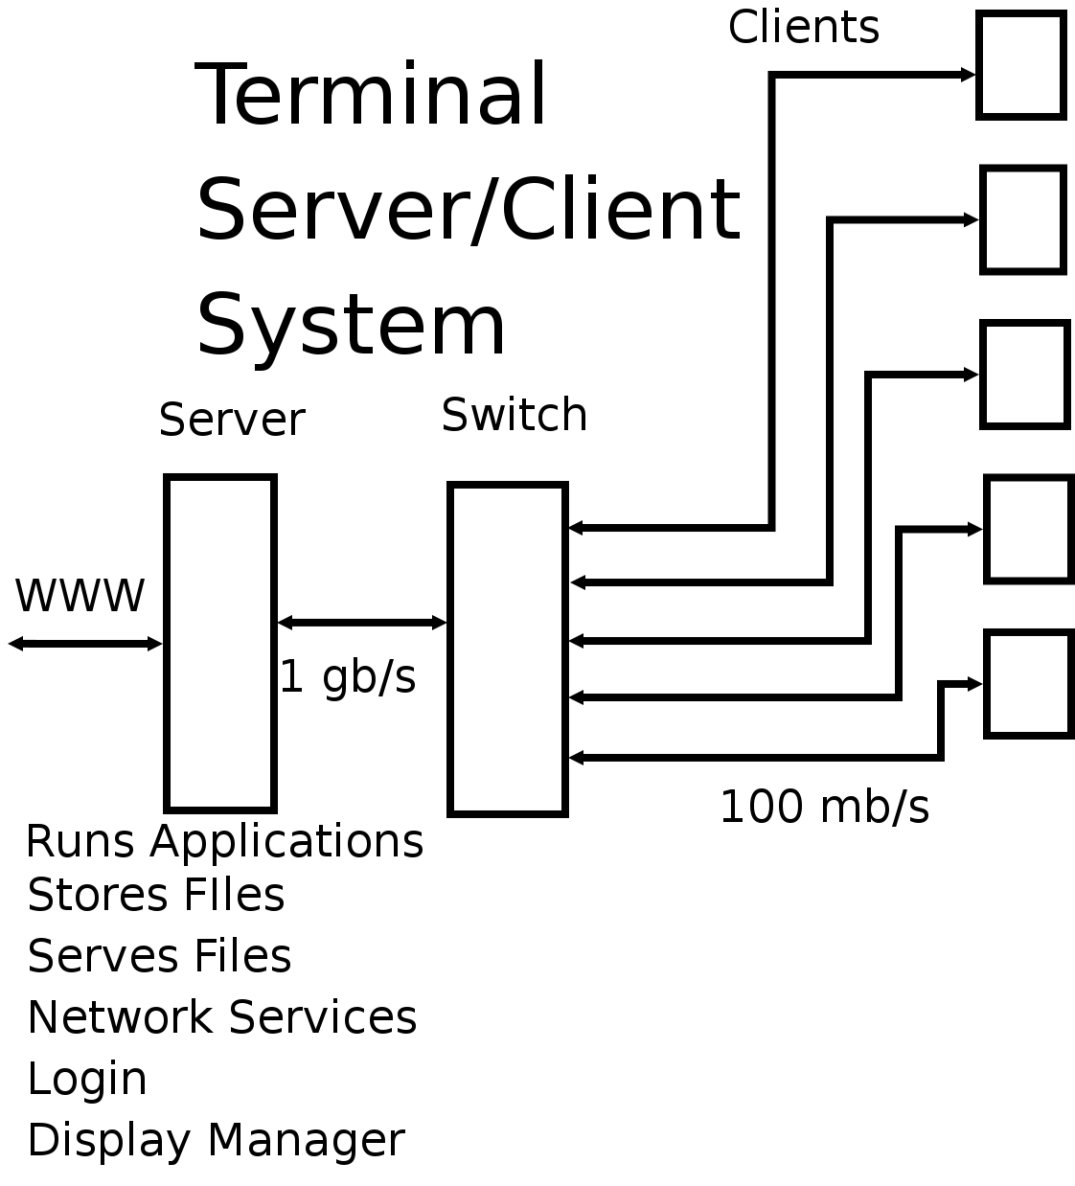 Clients
Terminal
Server/Client
System
Server
Switch
WWW
1 gb/s
100 mb/s
Runs Applications
Stores FIles
Serves Files
Network Services
Login
Display Manager